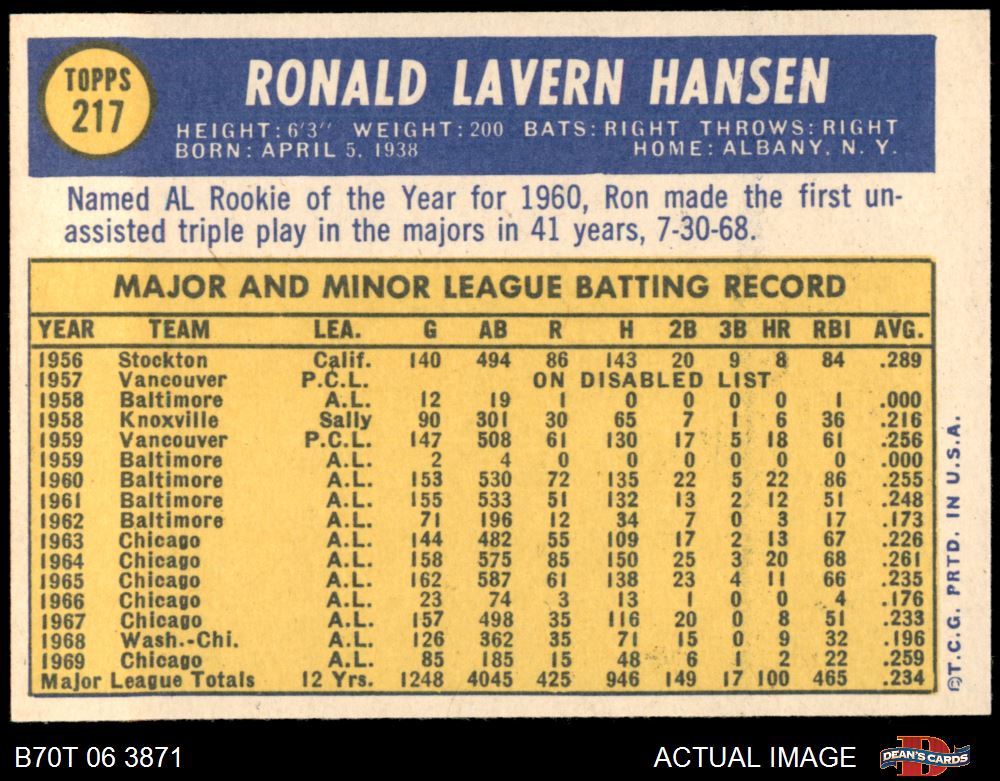 TOPPS
217
RONALD LAVERN HANSEN
HEIGHT: 6'3" WEIGHT: 200 BATS: RIGHT THROWS: RIGHT
BORN: APRIL 5, 1938 HOME: ALBANY, N. Y.
Named AL Rookie of the Year for 1960, Ron made the first un-
assisted triple play in the majors in 41 years, 7-30-68.
MAJOR AND MINOR LEAGUE BATTING RECORD
YEAR TEAM LEA. G AB R H 2B 3B HR RBI AVG.
1956 Stockton Calif. 140 494 86 143 20 9 8 84 .289
1957 Vancouver P.C.L. ON DISABLED LIST
1958 Baltimore A.L. 12 19 1 0 0 0 0 1 .000
1958 Knoxville Sally 90 301 30 65 7 1 6 36 .216
1959 Vancouver P.C.L. 147 508 61 130 17 5 18 61 .256
1959 Baltimore A.L. 2 4 0 0 0 0 0 0 .000
1960 Baltimore A.L. 153 530 72 135 22 5 22 86 .255
1961 Baltimore A.L. 155 533 51 132 13 2 12 51 .248
1962 Baltimore A.L. 71 196 12 34 7 0 3 17 .173
1963 Chicago A.L. 144 482 55 109 17 2 13 67 .226
1964 Chicago A.L. 158 575 85 150 25 3 20 68 .261
1965 Chicago A.L. 162 587 61 138 23 4 11 66 .235
1966 Chicago A.L. 23 74 3 13 1 0 0 4 .176
1967 Chicago A.L. 157 498 35 116 20 0 8 51 .233
1968 Wash.-Chi. A.L. 126 362 35 71 15 0 9 32 .196
1969 Chicago A.L. 85 185 15 48 6 1 2 22 .259
Major League Totals 12 Yrs. 1248 4045 425 946 149 17 100 465 .234
©T.C.G. PRTD. IN U.S.A.
B70T 06 3871 ACTUAL IMAGE DEAN'S CARDS